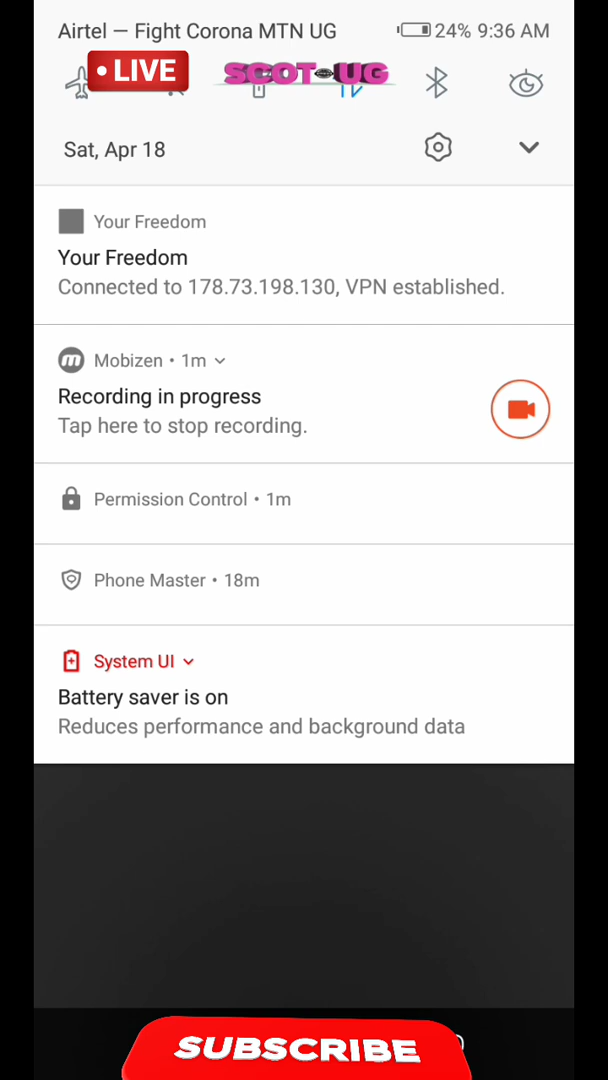 Airtel — Fight Corona MTN UG 24% 9:36 AM
• LIVE SCOT UG
Sat, Apr 18
Your Freedom
Your Freedom
Connected to 178.73.198.130, VPN established.
Mobizen • 1m
Recording in progress
Tap here to stop recording.
Permission Control • 1m
Phone Master • 18m
System UI
Battery saver is on
Reduces performance and background data
SUBSCRIBE